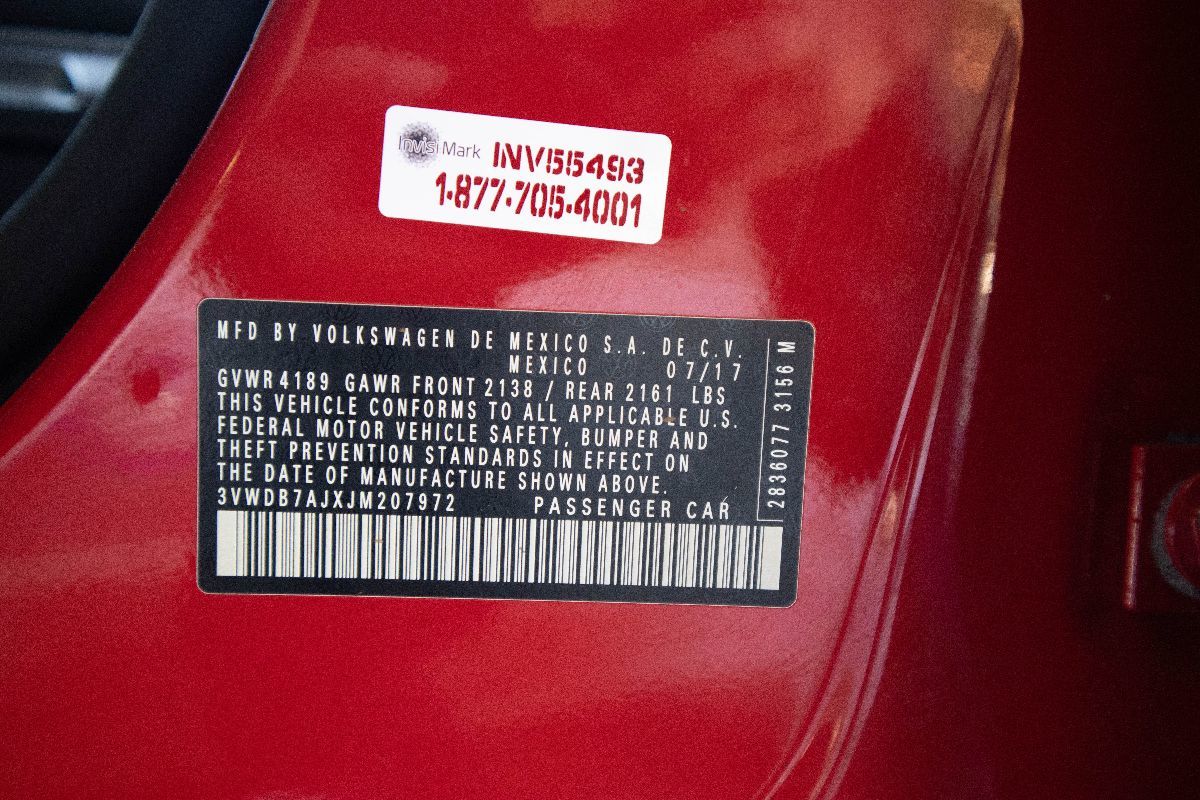 InvisiMark INV55493
1-877-705-4001
MFD BY VOLKSWAGEN DE MEXICO S.A. DE C.V.
MEXICO 07/17
GVWR 4189 GAWR FRONT 2138 / REAR 2161 LBS
THIS VEHICLE CONFORMS TO ALL APPLICABLE U.S.
FEDERAL MOTOR VEHICLE SAFETY, BUMPER AND
THEFT PREVENTION STANDARDS IN EFFECT ON
THE DATE OF MANUFACTURE SHOWN ABOVE.
3VWDB7AJXJM207972 PASSENGER CAR
2836077 3156 M